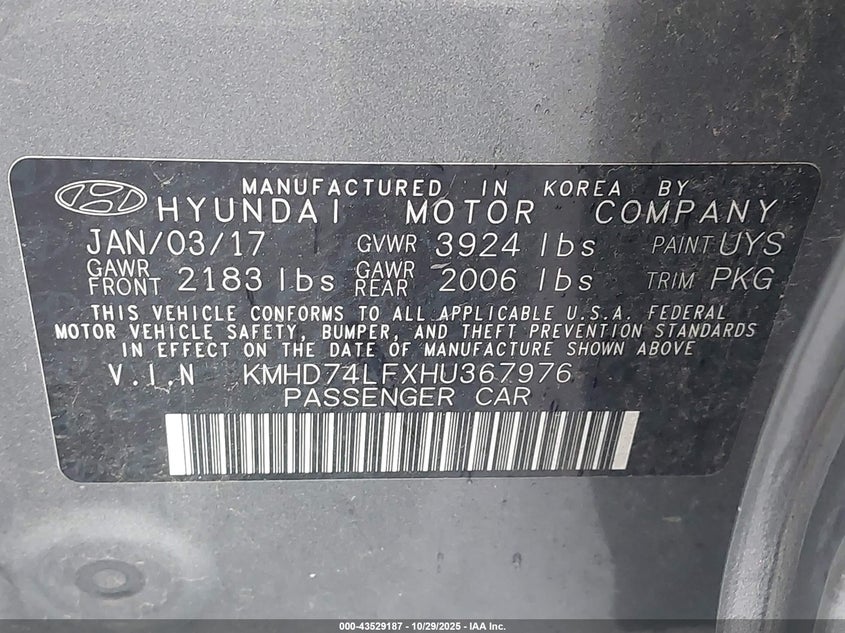 MANUFACTURED IN KOREA BY
HYUNDAI MOTOR COMPANY
JAN/03/17 GVWR 3924 lbs PAINT UYS
GAWR FRONT 2183 lbs GAWR REAR 2006 lbs TRIM PKG
THIS VEHICLE CONFORMS TO ALL APPLICABLE U.S.A. FEDERAL
MOTOR VEHICLE SAFETY, BUMPER, AND THEFT PREVENTION STANDARDS
IN EFFECT ON THE DATE OF MANUFACTURE SHOWN ABOVE
V.I.N KMHD74LFXHU367976
PASSENGER CAR
000-43529187 - 10/29/2025 - IAA Inc.